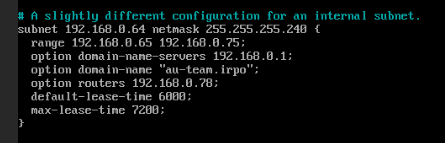 # A slightly different configuration for an internal subnet.
subnet 192.168.0.64 netmask 255.255.255.240 {
  range 192.168.0.65 192.168.0.75;
  option domain-name-servers 192.168.0.1;
  option domain-name "au-team.irpo";
  option routers 192.168.0.78;
  default-lease-time 6000;
  max-lease-time 7200;
}